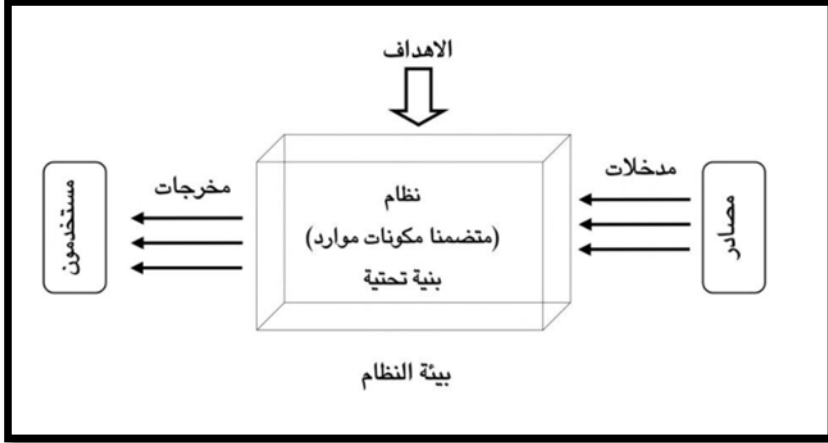 الاهداف
مصادر
مدخلات
نظام
(متضمنا مكونات موارد)
بنية تحتية
مخرجات
مستخدمون
بيئة النظام